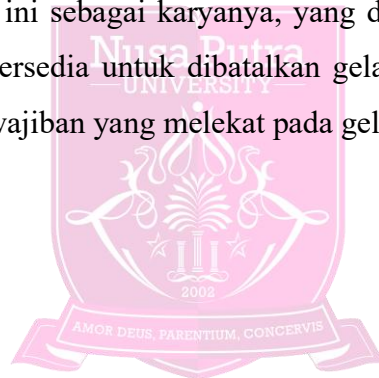 ini sebagai karyanya, yang d
Nusa Putra
ersedia untuk dibatalkan gela
UNIVERSITY
ajiban yang melekat pada gel
2002
AMOR DEUS, PARENTIUM, CONCERVIS